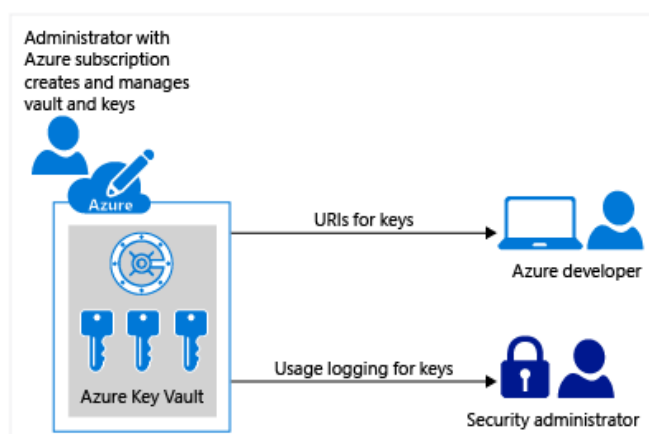 Administrator with
Azure subscription
creates and manages
vault and keys
Azure
URIs for keys
Azure developer
Usage logging for keys
Azure Key Vault
Security administrator